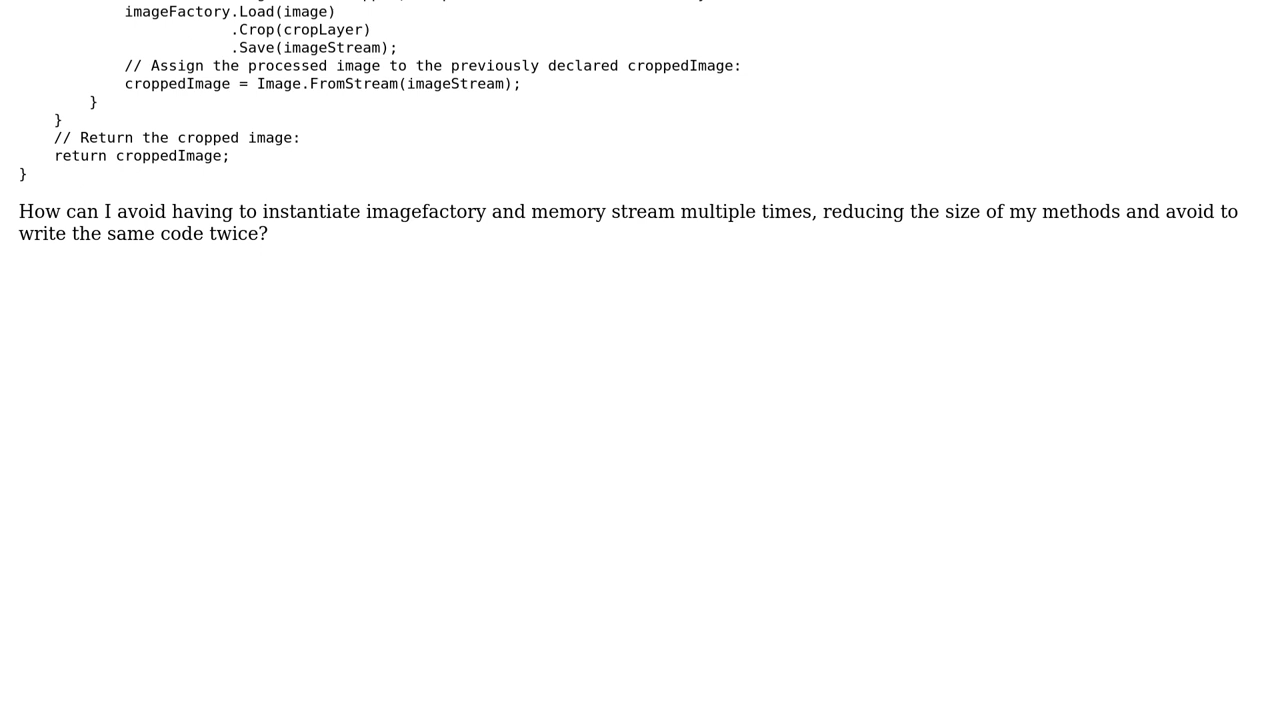 imageFactory.Load(image)
.Crop(cropLayer)
.Save(imageStream);
// Assign the processed image to the previously declared croppedImage:
croppedImage = Image.FromStream(imageStream);
}
}
// Return the cropped image:
return croppedImage;
}
How can I avoid having to instantiate imagefactory and memory stream multiple times, reducing the size of my methods and avoid to
write the same code twice?